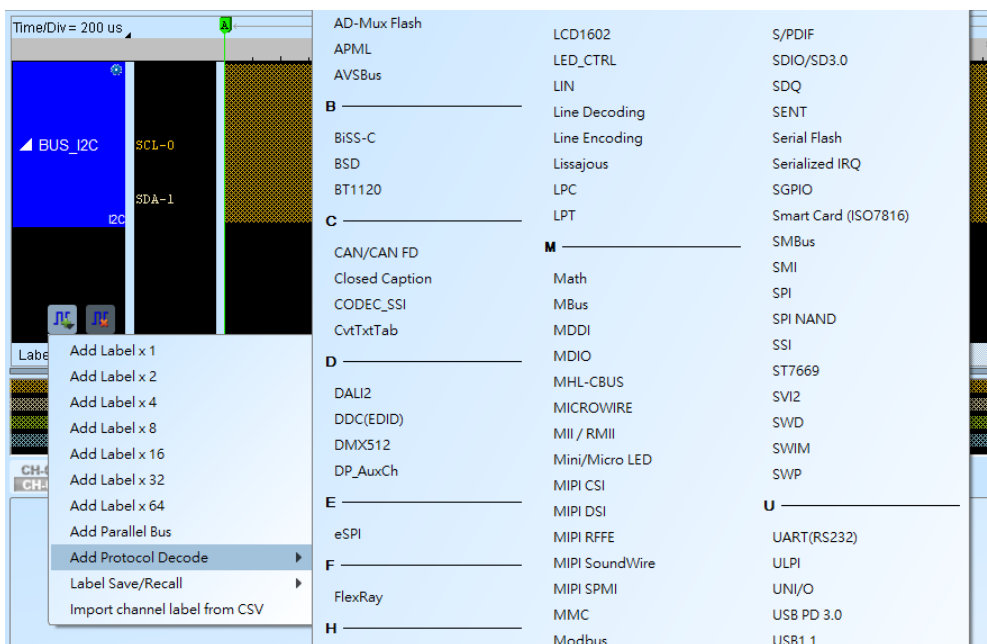 Time/Div = 200 us
A
BUS_I2C
I2C
SCL-0
SDA-1
Labe
CH-
CH-
Add Label x 1
Add Label x 2
Add Label x 4
Add Label x 8
Add Label x 16
Add Label x 32
Add Label x 64
Add Parallel Bus
Add Protocol Decode
Label Save/Recall
Import channel label from CSV
AD-Mux Flash
APML
AVSBus
B
BiSS-C
BSD
BT1120
C
CAN/CAN FD
Closed Caption
CODEC_SSI
CvtTxtTab
D
DALI2
DDC(EDID)
DMX512
DP_AuxCh
E
eSPI
F
FlexRay
H
LCD1602
LED_CTRL
LIN
Line Decoding
Line Encoding
Lissajous
LPC
LPT
M
Math
MBus
MDDI
MDIO
MHL-CBUS
MICROWIRE
MII / RMII
Mini/Micro LED
MIPI CSI
MIPI DSI
MIPI RFFE
MIPI SoundWire
MIPI SPMI
MMC
Modbus
S/PDIF
SDIO/SD3.0
SDQ
SENT
Serial Flash
Serialized IRQ
SGPIO
Smart Card (ISO7816)
SMBus
SMI
SPI
SPI NAND
SSI
ST7669
SVI2
SWD
SWIM
SWP
U
UART(RS232)
ULPI
UNI/O
USB PD 3.0
USB1.1